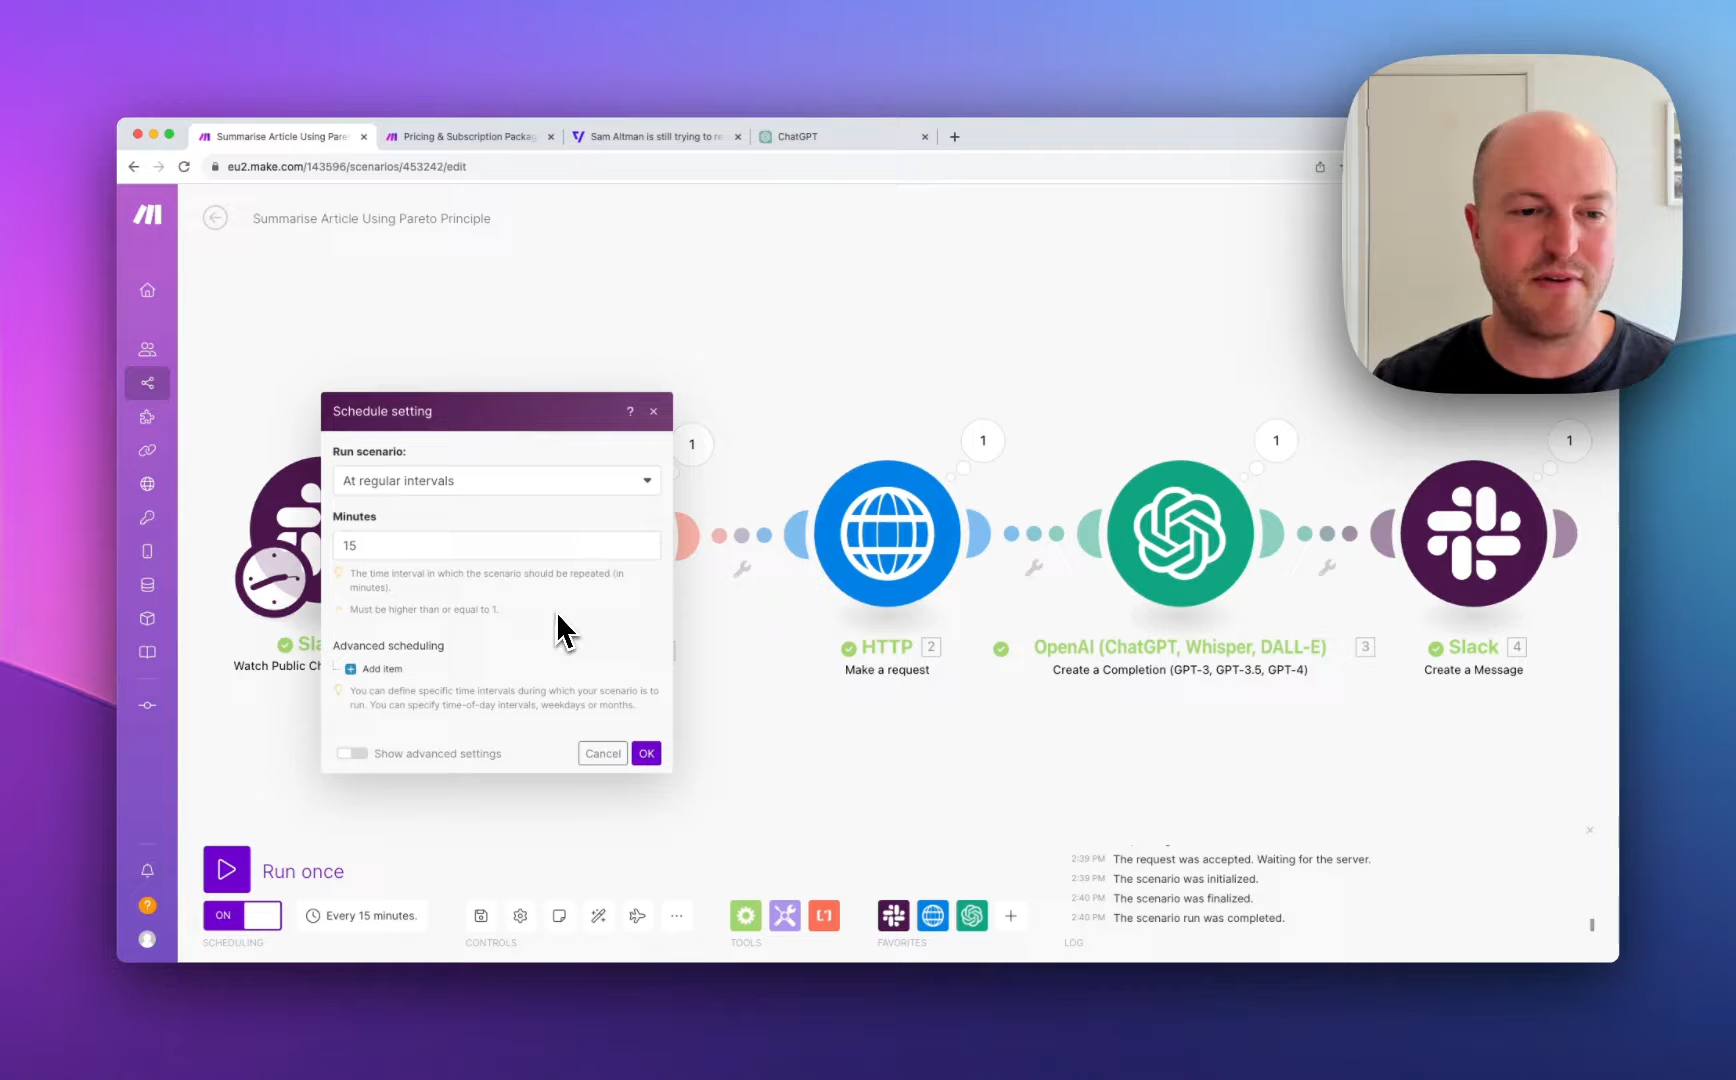 Summarise Article Using Pare
Pricing & Subscription Packag
Sam Altman is still trying to re
ChatGPT
eu2.make.com/143596/scenarios/453242/edit
Summarise Article Using Pareto Principle
Schedule setting
?
Run scenario:
At regular intervals
Minutes
15
The time interval in which the scenario should be repeated (in
minutes).
Must be higher than or equal to 1.
Advanced scheduling
Add item
You can define specific time intervals during which your scenario is to
run. You can specify time-of-day intervals, weekdays or months.
Show advanced settings
Cancel
OK
1
1
1
1
Sla
Watch Public Ch
HTTP 2
Make a request
OpenAI (ChatGPT, Whisper, DALL-E) 3
Create a Completion (GPT-3, GPT-3.5, GPT-4)
Slack 4
Create a Message
Run once
ON
Every 15 minutes.
SCHEDULING
CONTROLS
TOOLS
FAVORITES
2:39 PM The request was accepted. Waiting for the server.
2:39 PM The scenario was initialized.
2:40 PM The scenario was finalized.
2:40 PM The scenario run was completed.
LOG
?